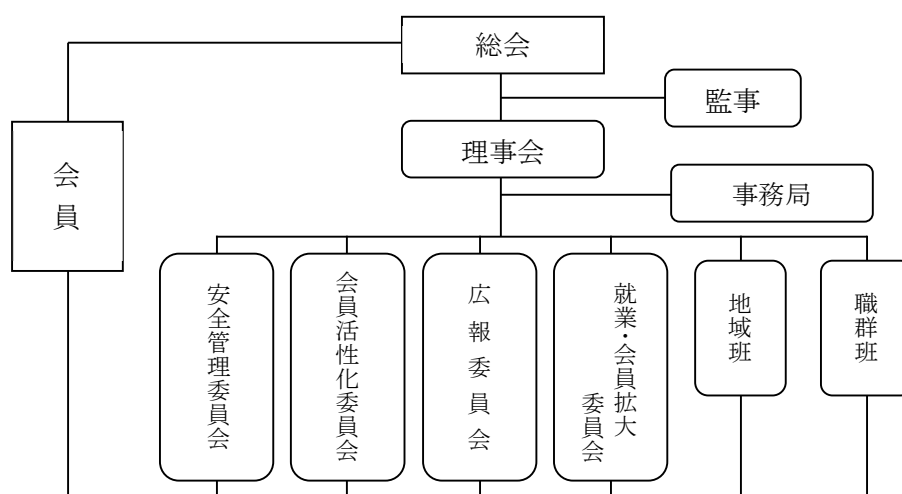 総会
監事
会員
理事会
事務局
安全管理委員会
会員活性化委員会
広報委員会
就業・会員拡大
委員会
地域班
職群班